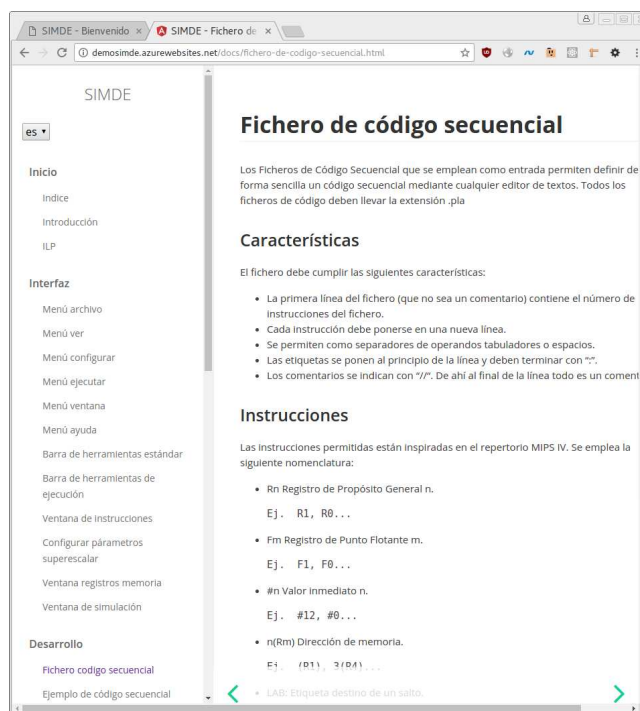 SIMDE - Bienvenido
SIMDE - Fichero de
demosimde.azurewebsites.net/docs/fichero-de-codigo-secuencial.html
SIMDE
es
Inicio
Indice
Introducción
ILP
Interfaz
Menú archivo
Menú ver
Menú configurar
Menú ejecutar
Menú ventana
Menú ayuda
Barra de herramientas estándar
Barra de herramientas de
ejecución
Ventana de instrucciones
Configurar párametros
superescalar
Ventana registros memoria
Ventana de simulación
Desarrollo
Fichero codigo secuencial
Ejemplo de código secuencial
Fichero de código secuencial
Los Ficheros de Código Secuencial que se emplean como entrada permiten definir de
forma sencilla un código secuencial mediante cualquier editor de textos. Todos los
ficheros de código deben llevar la extensión .pla
Características
El fichero debe cumplir las siguientes características:
• La primera línea del fichero (que no sea un comentario) contiene el número de
instrucciones del fichero.
• Cada instrucción debe ponerse en una nueva línea.
• Se permiten como separadores de operandos tabuladores o espacios.
• Las etiquetas se ponen al principio de la línea y deben terminar con “:”.
• Los comentarios se indican con “//“. De ahí al final de la línea todo es un coment
Instrucciones
Las instrucciones permitidas están inspiradas en el repertorio MIPS IV. Se emplea la
siguiente nomenclatura:
• Rn Registro de Propósito General n.
Ej. R1, R0...
• Fm Registro de Punto Flotante m.
Ej. F1, F0...
• #n Valor inmediato n.
Ej. #12, #0...
• n(Rm) Dirección de memoria.
Ej. (R1), 3(R4)...
• LAB: Etiqueta destino de un salto.